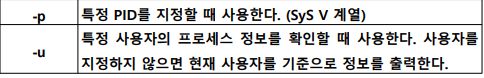 -p 특정 PID를 지정할 때 사용한다. (SyS V 계열)
특정 사용자의 프로세스 정보를 확인할 때 사용한다. 사용자를
-u
지정하지 않으면 현재 사용자를 기준으로 정보를 출력한다.